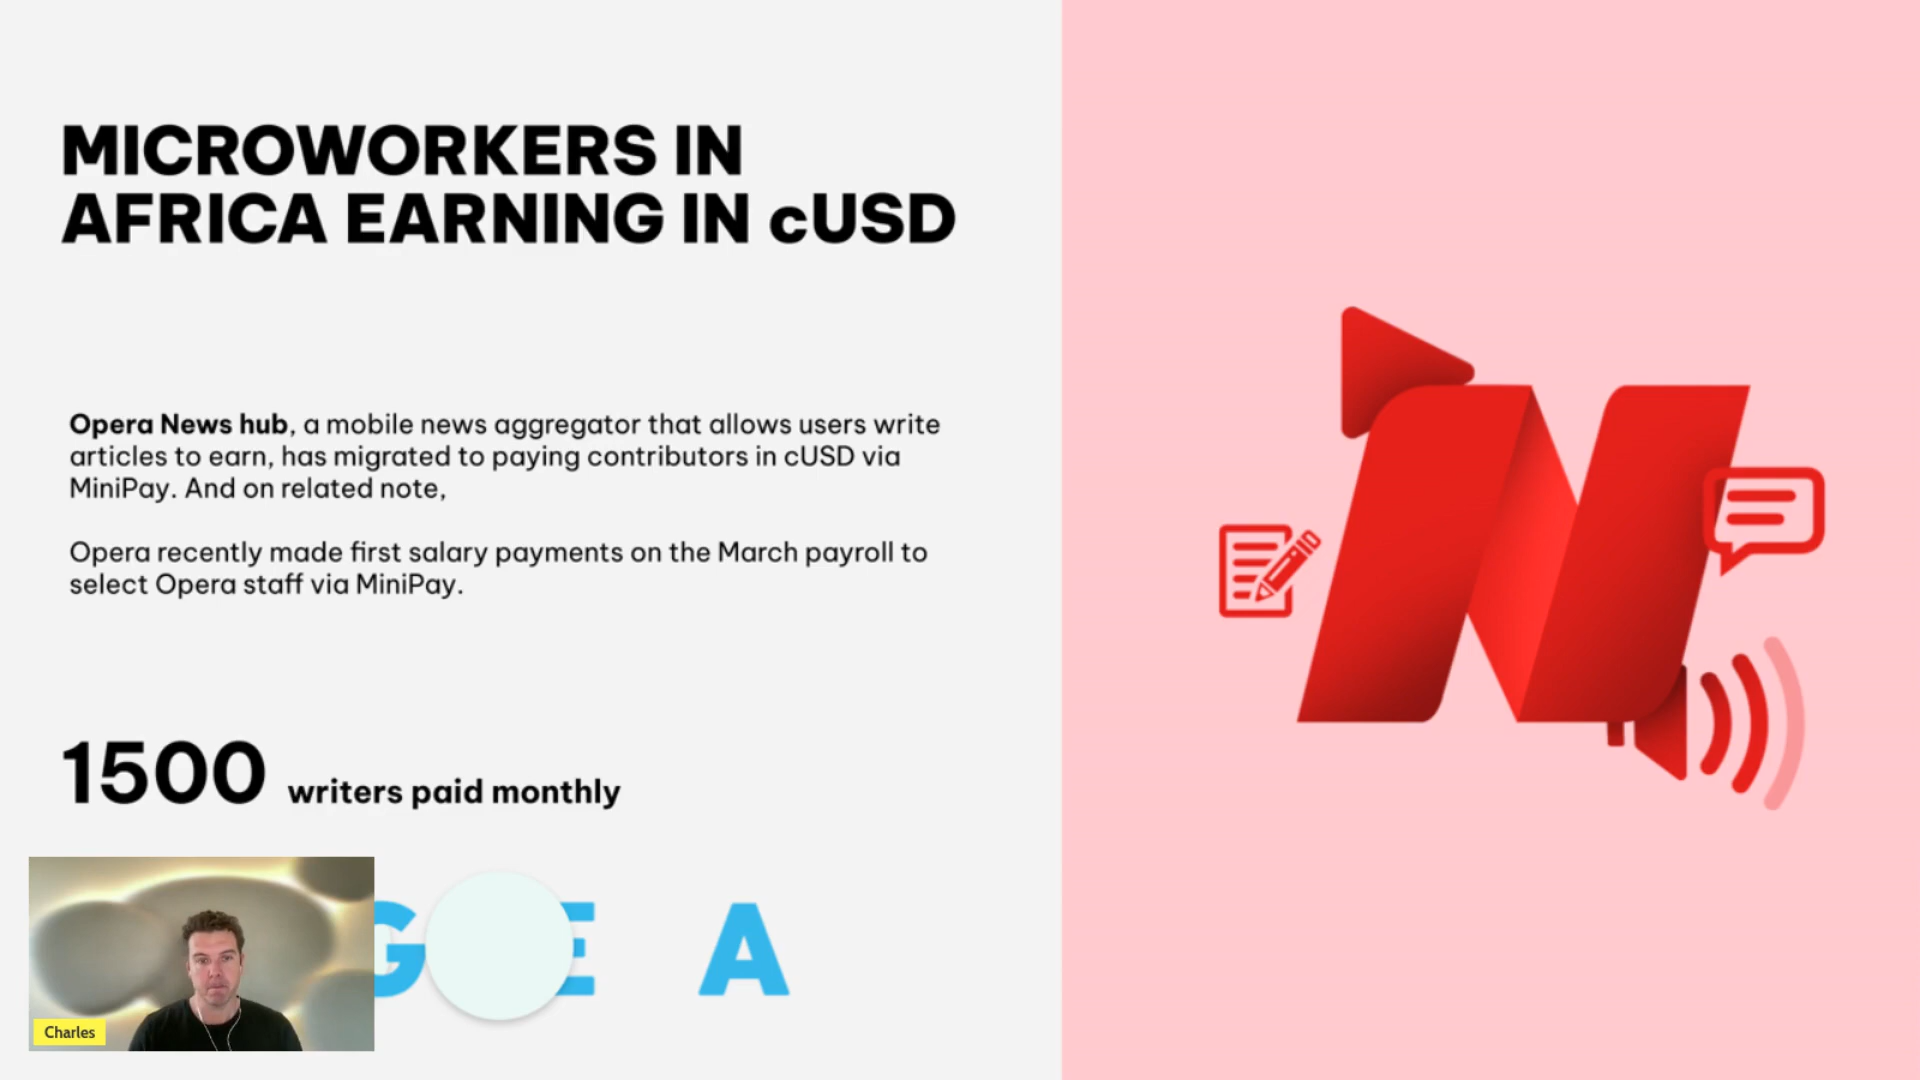 MICROWORKERS IN
AFRICA EARNING IN cUSD
Opera News hub, a mobile news aggregator that allows users write
articles to earn, has migrated to paying contributors in cUSD via
MiniPay. And on related note,
Opera recently made first salary payments on the March payroll to
select Opera staff via MiniPay.
1500 writers paid monthly
G E A
Charles